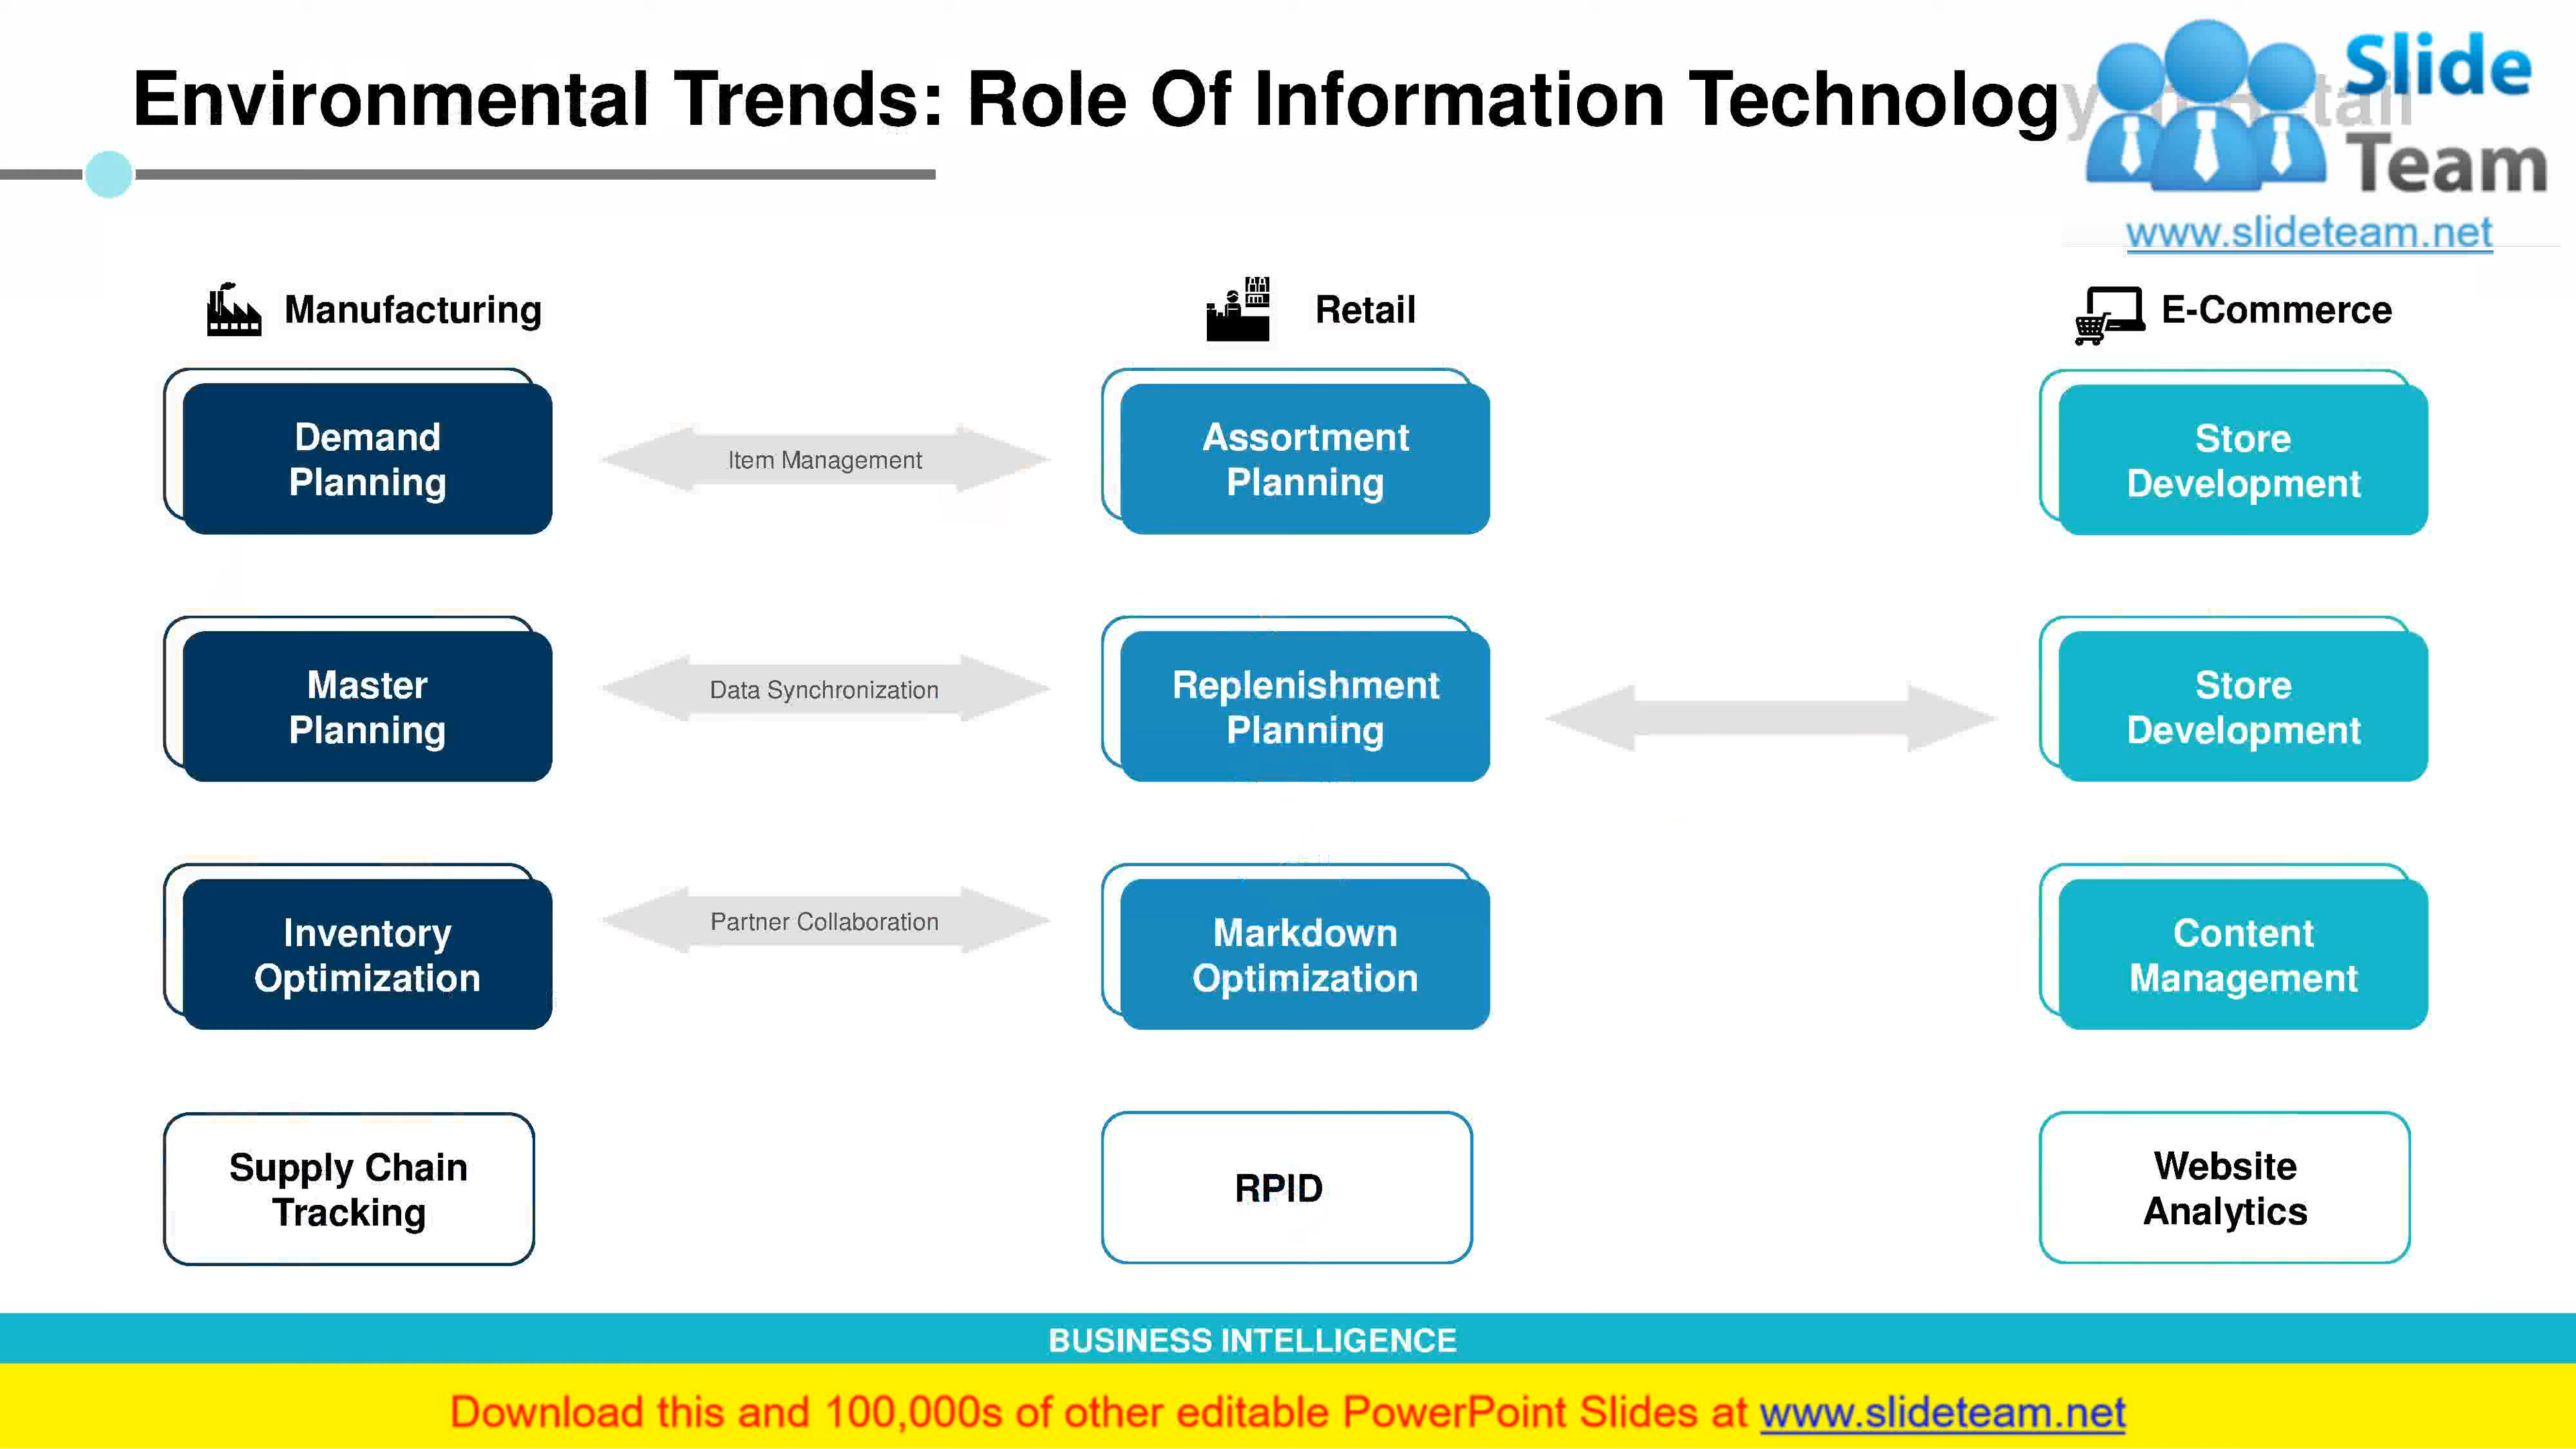 Environmental Trends: Role Of Information Technology
Slide
Team
www.slideteam.net
Manufacturing
Retail
E-Commerce
Demand
Planning
Item Management
Assortment
Planning
Store
Development
Master
Planning
Data Synchronization
Replenishment
Planning
Store
Development
Inventory
Optimization
Partner Collaboration
Markdown
Optimization
Content
Management
Supply Chain
Tracking
RPID
Website
Analytics
BUSINESS INTELLIGENCE
Download this and 100,000s of other editable PowerPoint Slides at www.slideteam.net